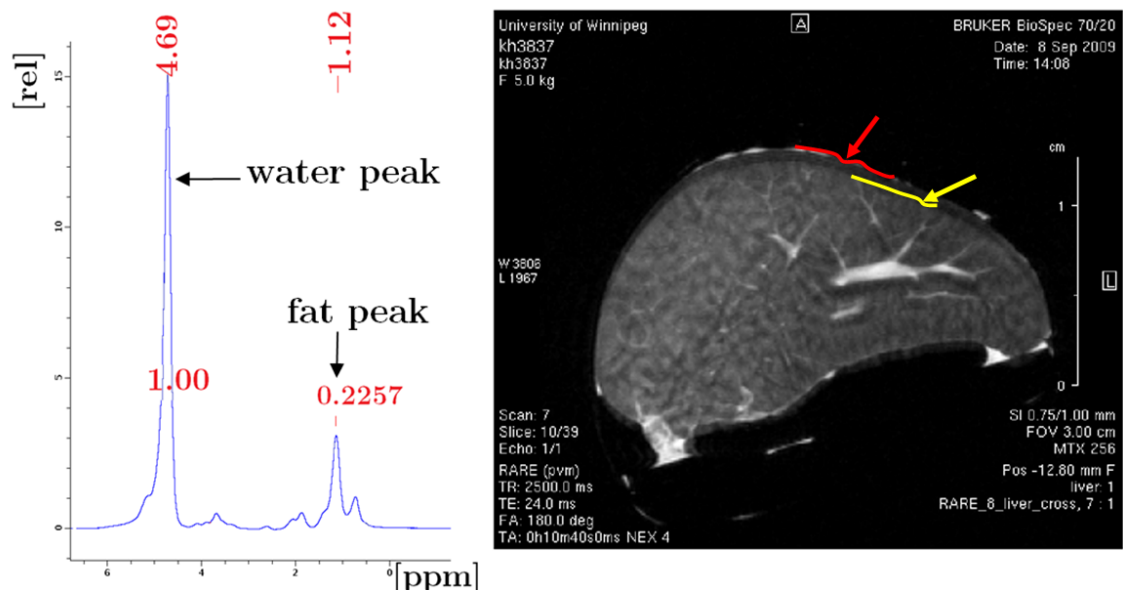 [rel]
15
10
5
0
6
4
2
0
[ppm]
4.69
1.12
water peak
1.00
fat peak
0.2257
University of Winnipeg
kh3837
kh3837
F 5.0 kg
A
BRUKER BioSpec 70/20
Date: 8 Sep 2009
Time: 14:08
cm
1
0
L
W 3806
L 1967
Scan: 7
Slice: 10/39
Echo: 1/1
RARE (pvm)
TR: 2500.0 ms
TE: 24.0 ms
FA: 180.0 deg
TA: 0h10m40s0ms NEX 4
SI 0.75/1.00 mm
FOV 3.00 cm
MTX 256
Pos -12.80 mm F
liver: 1
RARE_8_liver_cross, 7 : 1